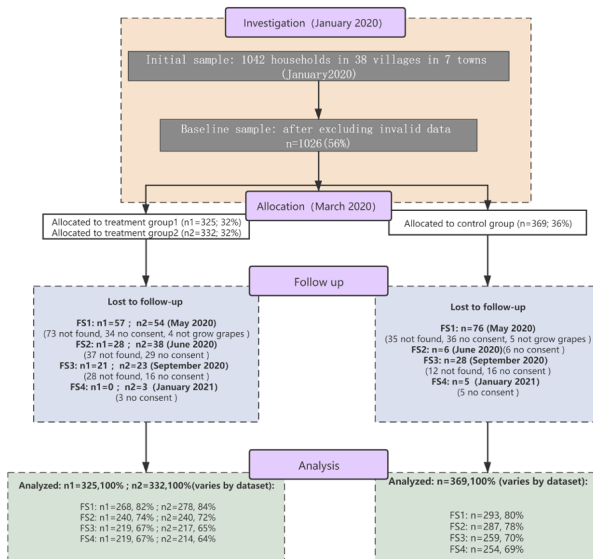 Investigation (January 2020)
Initial sample: 1042 households in 38 villages in 7 towns
(January2020)
Baseline sample: after excluding invalid data
n=1026(56%)
Allocation (March 2020)
Allocated to treatment group1 (n1=325; 32%)
Allocated to treatment group2 (n2=332; 32%)
Allocated to control group (n=369; 36%)
Follow up
Lost to follow-up
FS1: n1=57 ; n2=54 (May 2020)
(73 not found, 34 no consent, 4 not grow grapes)
FS2: n1=28 ; n2=38 (June 2020)
(37 not found, 29 no consent )
FS3: n1=21 ; n2=23 (September 2020)
(28 not found, 16 no consent )
FS4: n1=0 ; n2=3 (January 2021)
(3 no consent )
Lost to follow-up
FS1: n=76 (May 2020)
(35 not found, 36 no consent, 5 not grow grapes)
FS2: n=6 (June 2020)(6 no consent )
FS3: n=28 (September 2020)
(12 not found, 16 no consent )
FS4: n=5 (January 2021)
(5 no consent )
Analysis
Analyzed: n1=325,100% ; n2=332,100%(varies by dataset):
FS1: n1=268, 82% ; n2=278, 84%
FS2: n1=240, 74% ; n2=240, 72%
FS3: n1=219, 67% ; n2=217, 65%
FS4: n1=219, 67% ; n2=214, 64%
Analyzed: n=369,100% (varies by dataset):
FS1: n=293, 80%
FS2: n=287, 78%
FS3: n=259, 70%
FS4: n=254, 69%